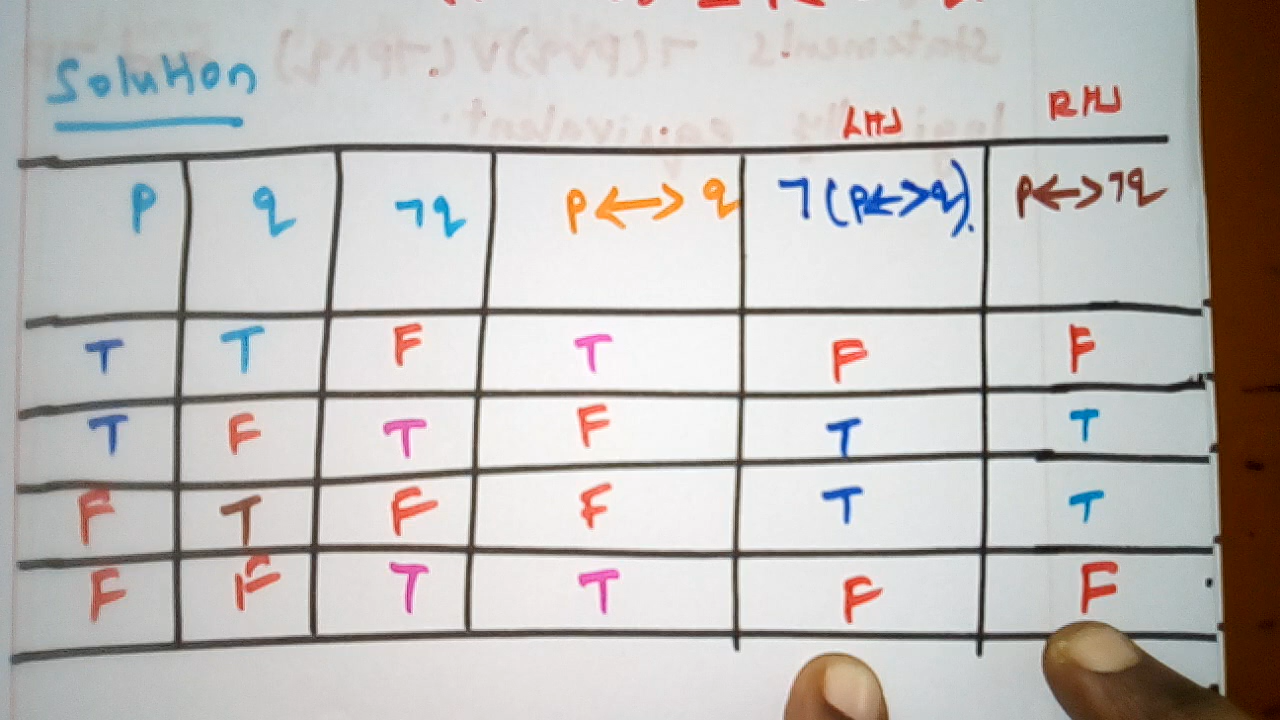 Solution
LHS RHS
p q ¬q p↔q ¬(p↔q). p↔¬q
T T F T F F
T F T F T T
F T F F T T
F F T T F F